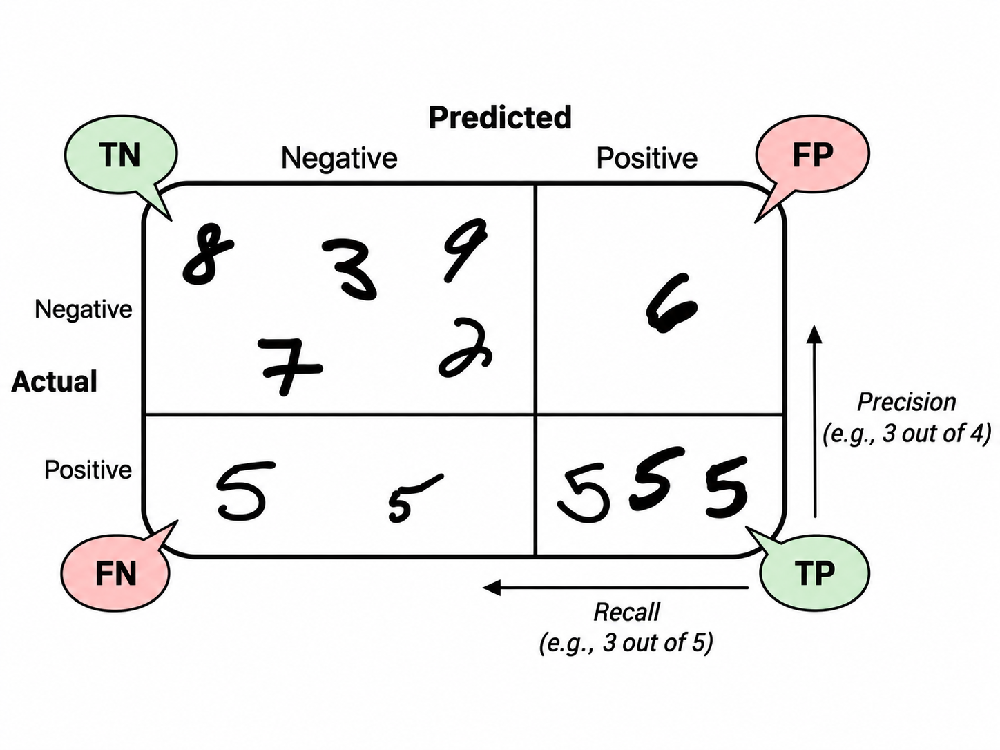 Predicted
TN
Negative
Positive
FP
8 3 9
6
Negative
7 2
Actual
Precision
(e.g., 3 out of 4)
Positive
5 5
5 5 5
FN
TP
Recall
(e.g., 3 out of 5)